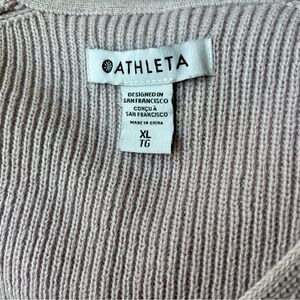 ATHLETA
DESIGNED IN
SAN FRANCISCO
CONÇU À
SAN FRANCISCO
MADE IN CHINA
XL
TG